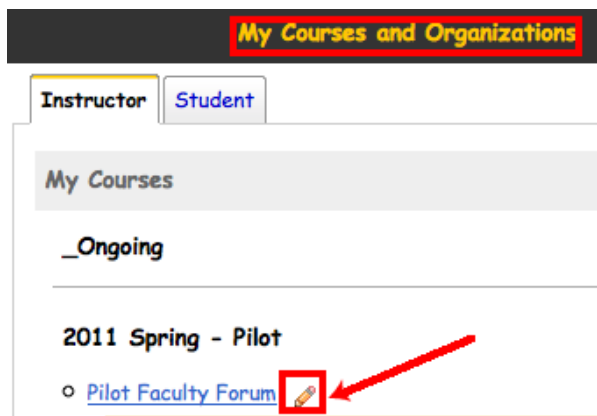 My Courses and Organizations
Instructor Student
My Courses
_Ongoing
2011 Spring - Pilot
Pilot Faculty Forum